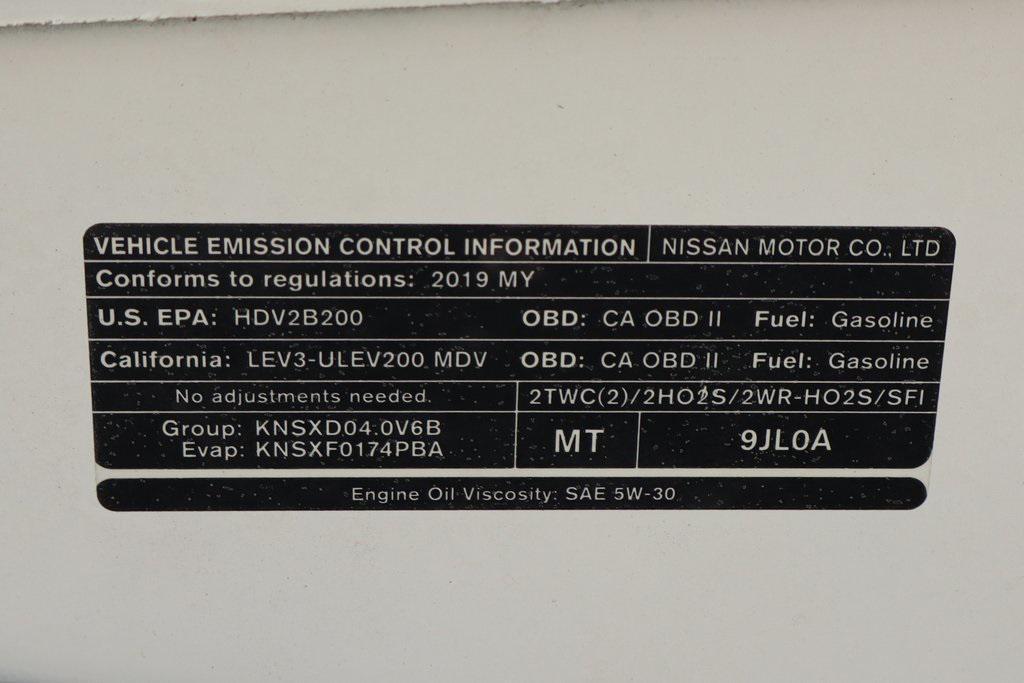 VEHICLE EMISSION CONTROL INFORMATION NISSAN MOTOR CO., LTD
Conforms to regulations: 2019 MY
U.S. EPA: HDV2B200 OBD: CA OBD II Fuel: Gasoline
California: LEV3-ULEV200 MDV OBD: CA OBD II Fuel: Gasoline
No adjustments needed. 2TWC(2)/2HO2S/2WR-HO2S/SFI
Group: KNSXD04.0V6B
Evap: KNSXF0174PBA
MT 9JL0A
Engine Oil Viscosity: SAE 5W-30